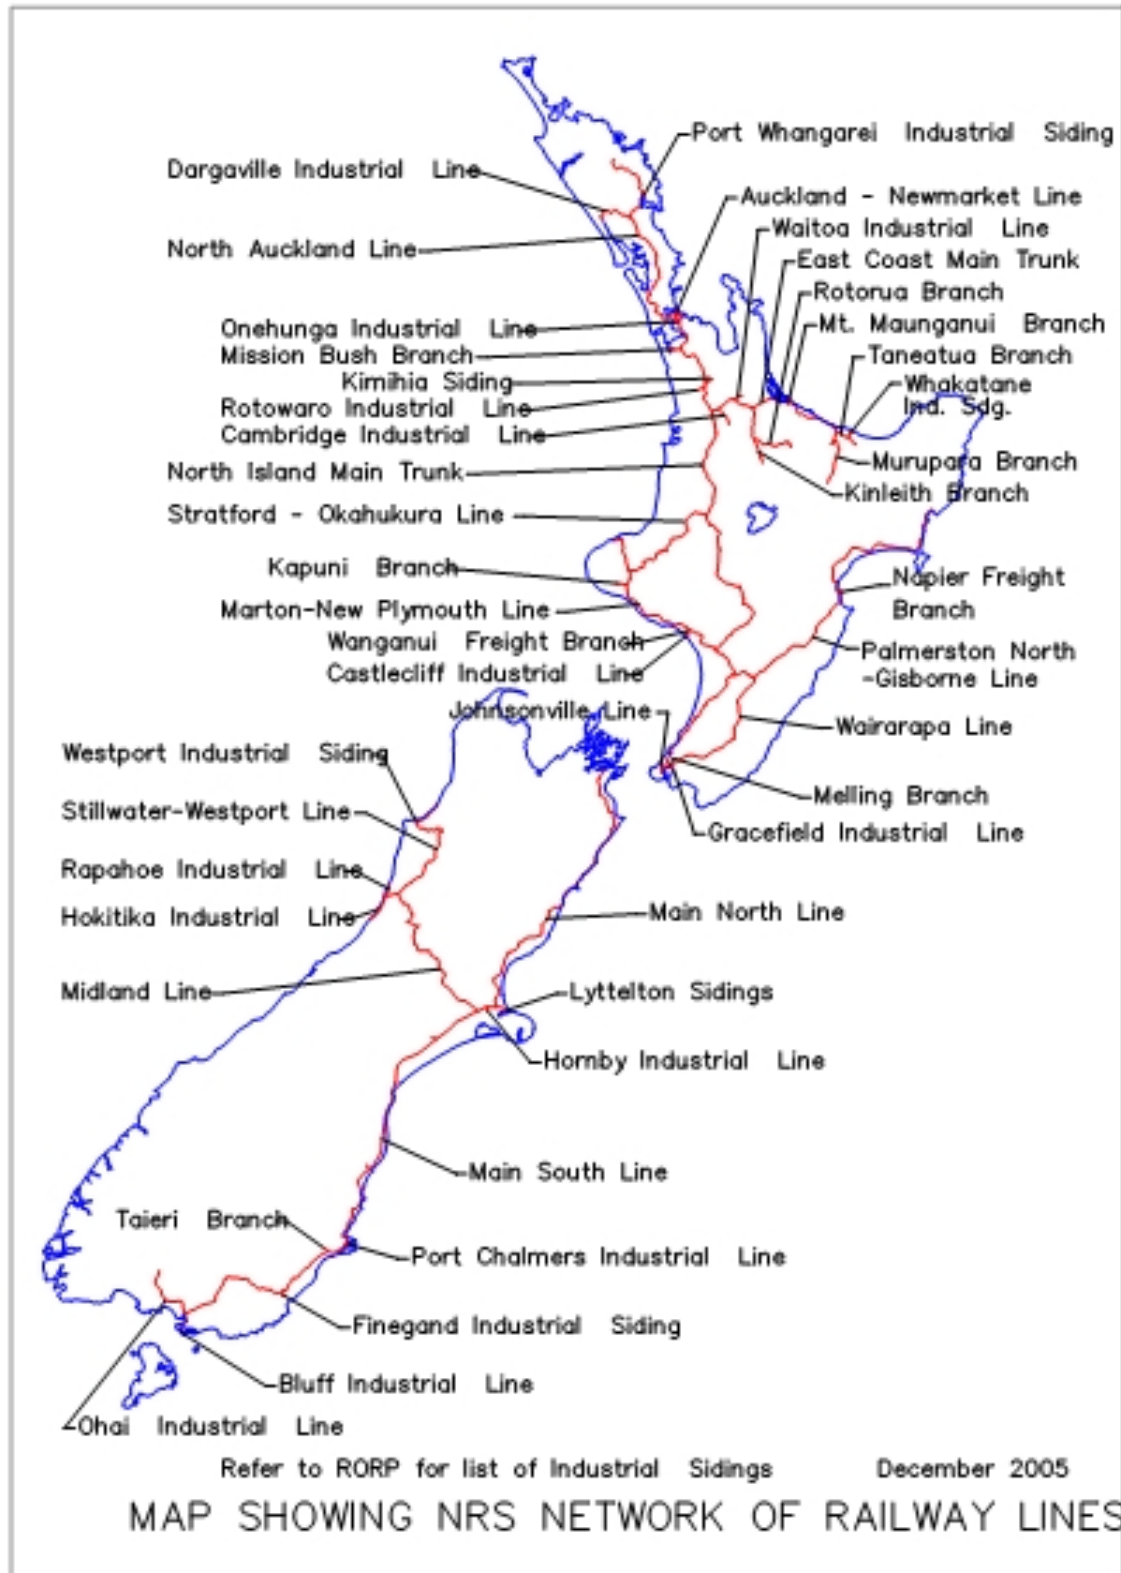 Port Whangarei Industrial Siding
Dargaville Industrial Line
Auckland - Newmarket Line
Waitoa Industrial Line
North Auckland Line
East Coast Main Trunk
Rotorua Branch
Onehunga Industrial Line
Mt. Maunganui Branch
Mission Bush Branch
Taneatua Branch
Kimihia Siding
Whakatane
Ind. Sdg.
Rotowaro Industrial Line
Cambridge Industrial Line
North Island Main Trunk
Murupara Branch
Kinleith Branch
Stratford - Okahukura Line
Kapuni Branch
Napier Freight
Branch
Marton-New Plymouth Line
Wanganui Freight Branch
Palmerston North
-Gisborne Line
Castlecliff Industrial Line
Johnsonville Line
Wairarapa Line
Westport Industrial Siding
Melling Branch
Stillwater-Westport Line
Gracefield Industrial Line
Rapahoe Industrial Line
Hokitika Industrial Line
Main North Line
Midland Line
Lyttelton Sidings
Hornby Industrial Line
Main South Line
Taieri Branch
Port Chalmers Industrial Line
Finegand Industrial Siding
Bluff Industrial Line
Ohai Industrial Line
Refer to RORP for list of Industrial Sidings December 2005
MAP SHOWING NRS NETWORK OF RAILWAY LINES